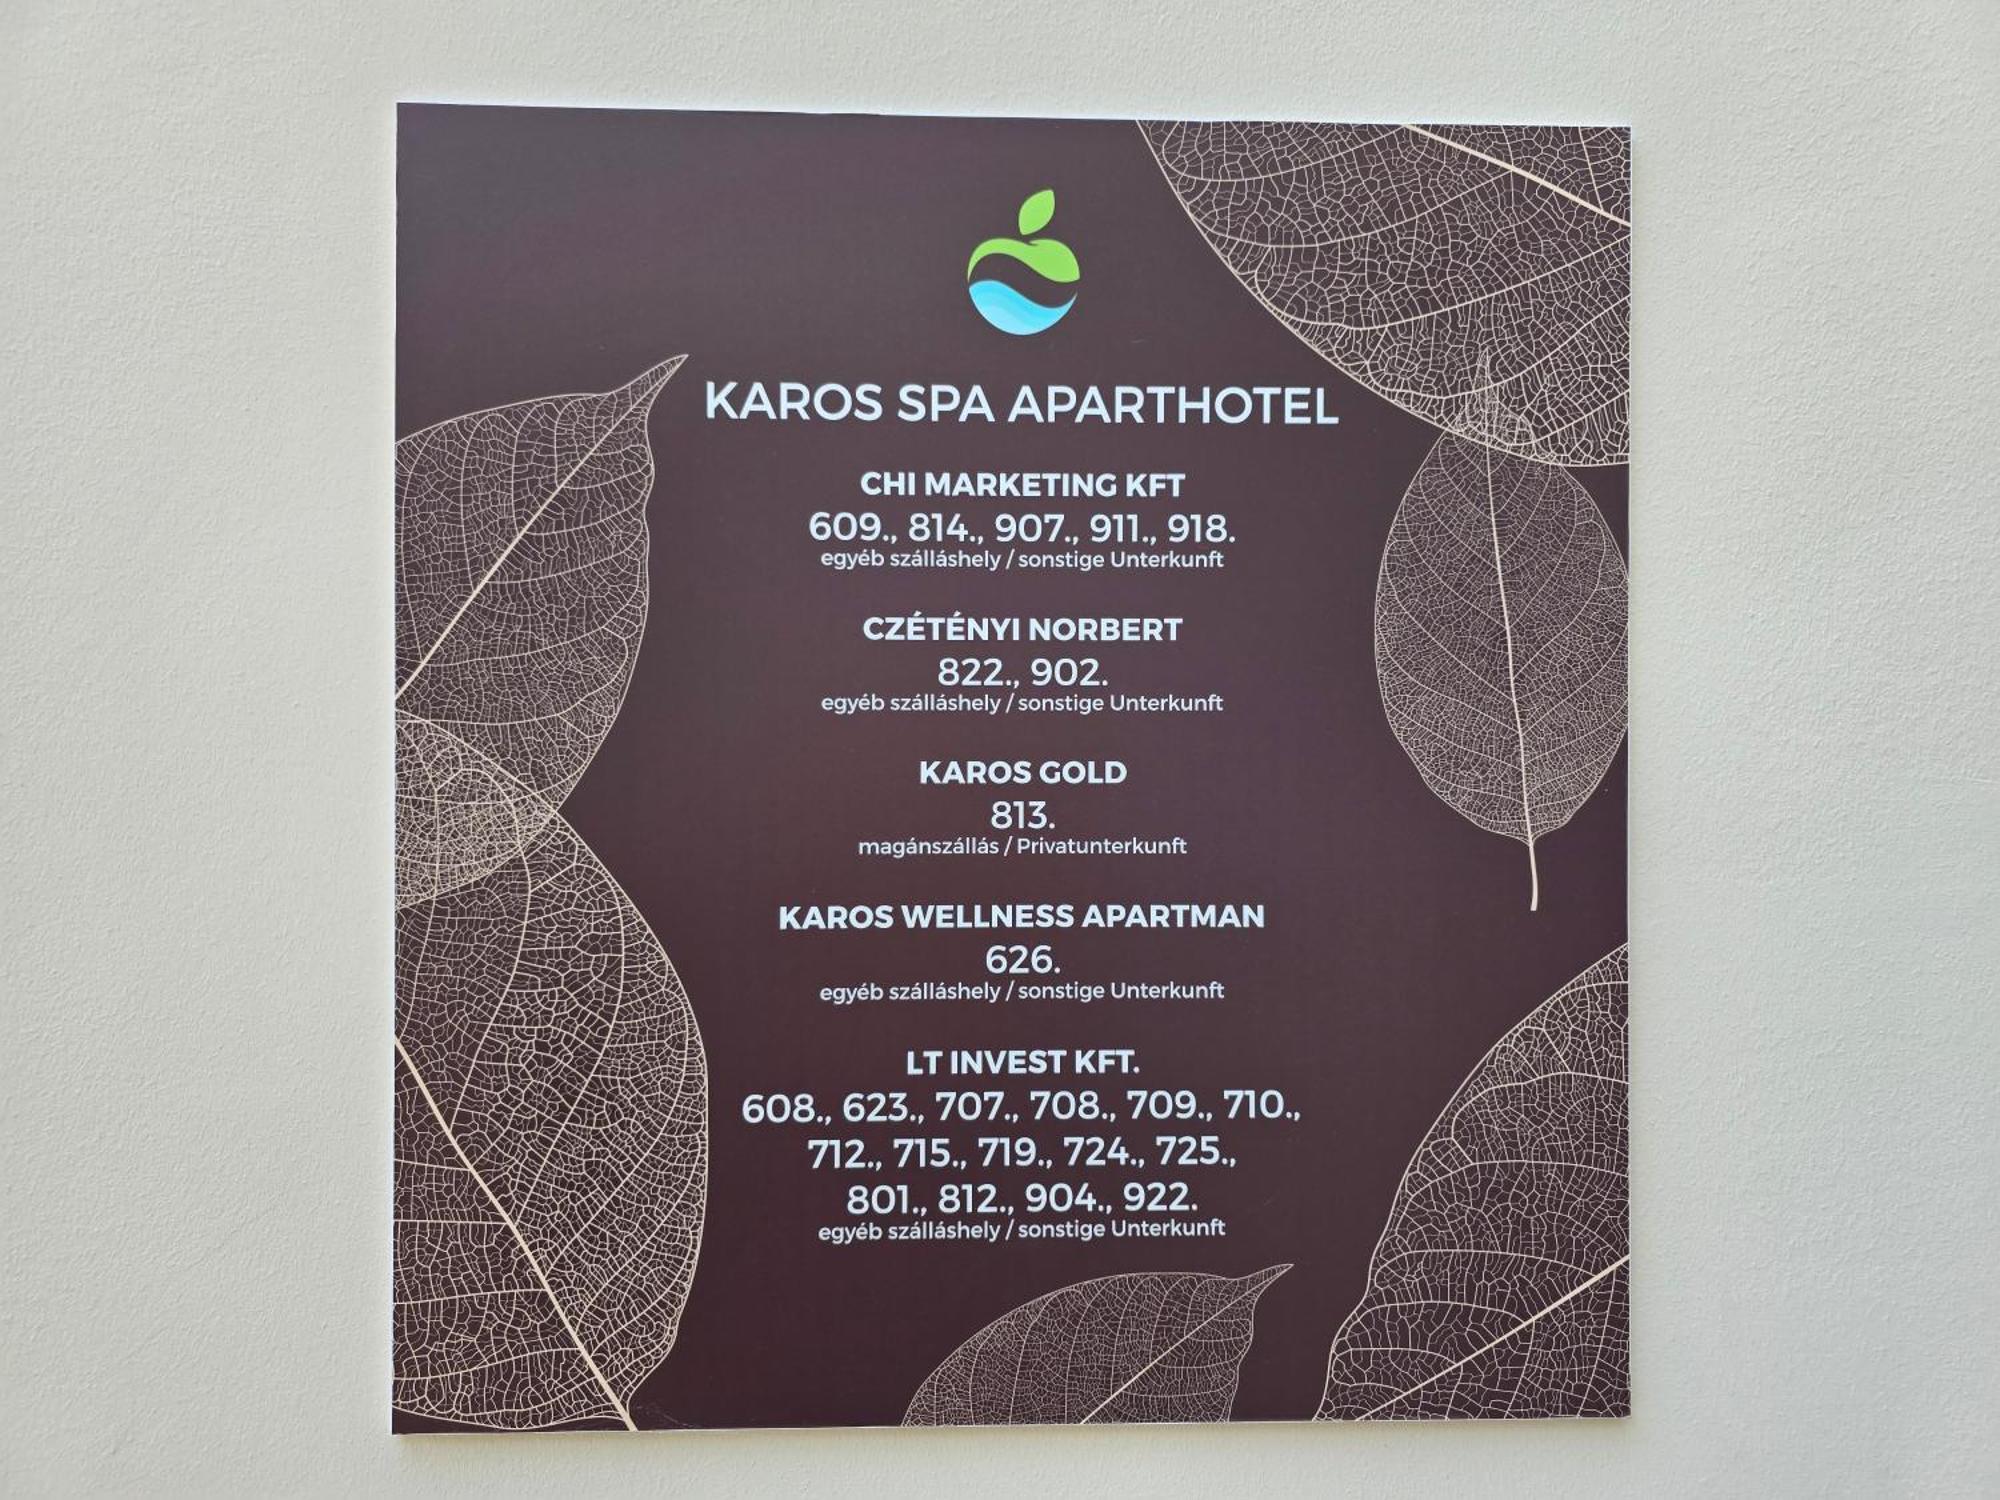 KAROS SPA APARTHOTEL
CHI MARKETING KFT
609., 814., 907., 911., 918.
egyéb szálláshely / sonstige Unterkunft
CZÉTÉNYI NORBERT
822., 902.
egyéb szálláshely / sonstige Unterkunft
KAROS GOLD
813.
magánszállás / Privatunterkunft
KAROS WELLNESS APARTMAN
626.
egyéb szálláshely / sonstige Unterkunft
LT INVEST KFT.
608., 623., 707., 708., 709., 710.,
712., 715., 719., 724., 725.,
801., 812., 904., 922.
egyéb szálláshely / sonstige Unterkunft